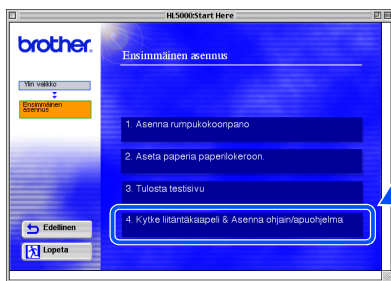 HL5000:Start Here
brother.
Ensimmäinen asennus
Ylin valikko
Ensimmäinen
asennus
1. Asenna rumpukokoonpano
2. Aseta paperia paperilokeroon.
3. Tulosta testisivu
4. Kytke liitäntäkaapeli & Asenna ohjain/apuohjelma
Edellinen
Lopeta